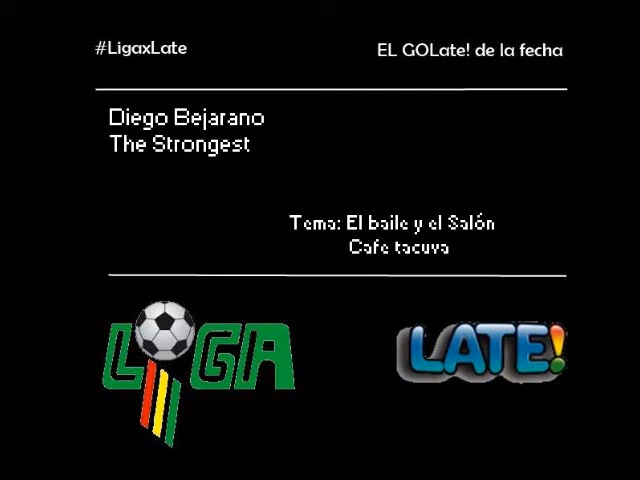 #LigaxLate
EL GOLate! de la fecha
Diego Bejarano
The Strongest
Tema: El baile y el Salón
Cafe tacuva
LIGA
LATE!